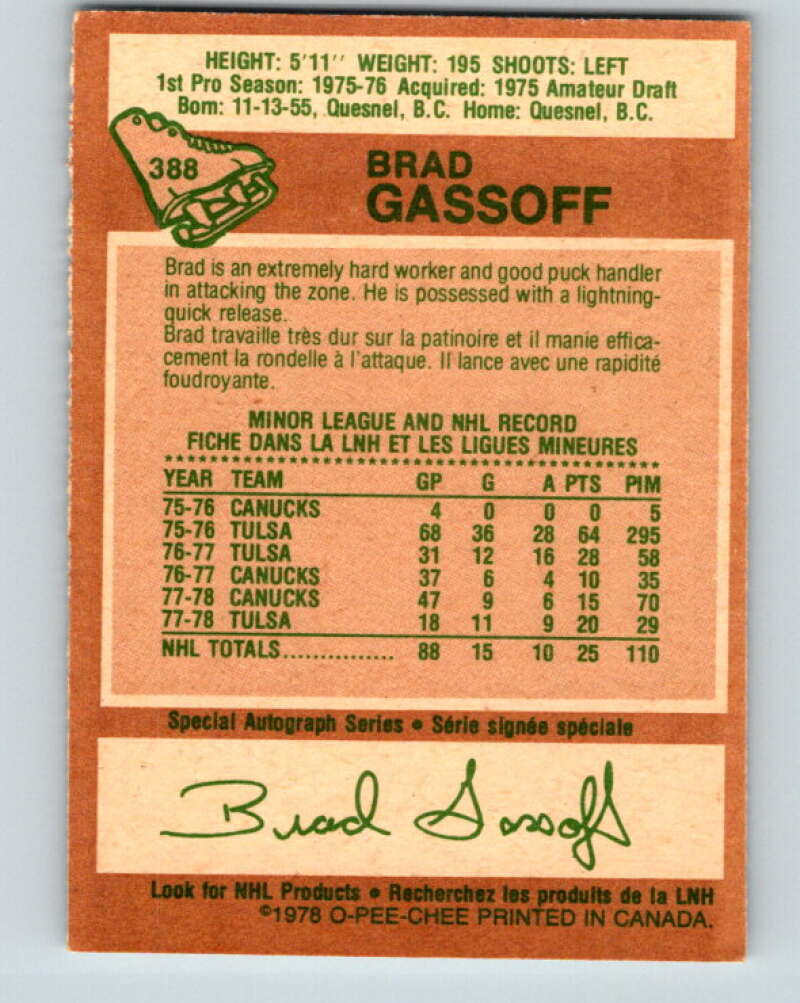 HEIGHT: 5'11'' WEIGHT: 195 SHOOTS: LEFT
1st Pro Season: 1975-76 Acquired: 1975 Amateur Draft
Born: 11-13-55, Quesnel, B.C. Home: Quesnel, B.C.
388
BRAD
GASSOFF
Brad is an extremely hard worker and good puck handler
in attacking the zone. He is possessed with a lightning-
quick release.
Brad travaille très dur sur la patinoire et il manie effica-
cement la rondelle à l'attaque. Il lance avec une rapidité
foudroyante.
MINOR LEAGUE AND NHL RECORD
FICHE DANS LA LNH ET LES LIGUES MINEURES
YEAR TEAM GP G A PTS PIM
75-76 CANUCKS 4 0 0 0 5
75-76 TULSA 68 36 28 64 295
76-77 TULSA 31 12 16 28 58
76-77 CANUCKS 37 6 4 10 35
77-78 CANUCKS 47 9 6 15 70
77-78 TULSA 18 11 9 20 29
NHL TOTALS............... 88 15 10 25 110
Special Autograph Series • Série signée spéciale
Brad Gassoff
Look for NHL Products • Recherchez les produits de la LNH
©1978 O-PEE-CHEE PRINTED IN CANADA.